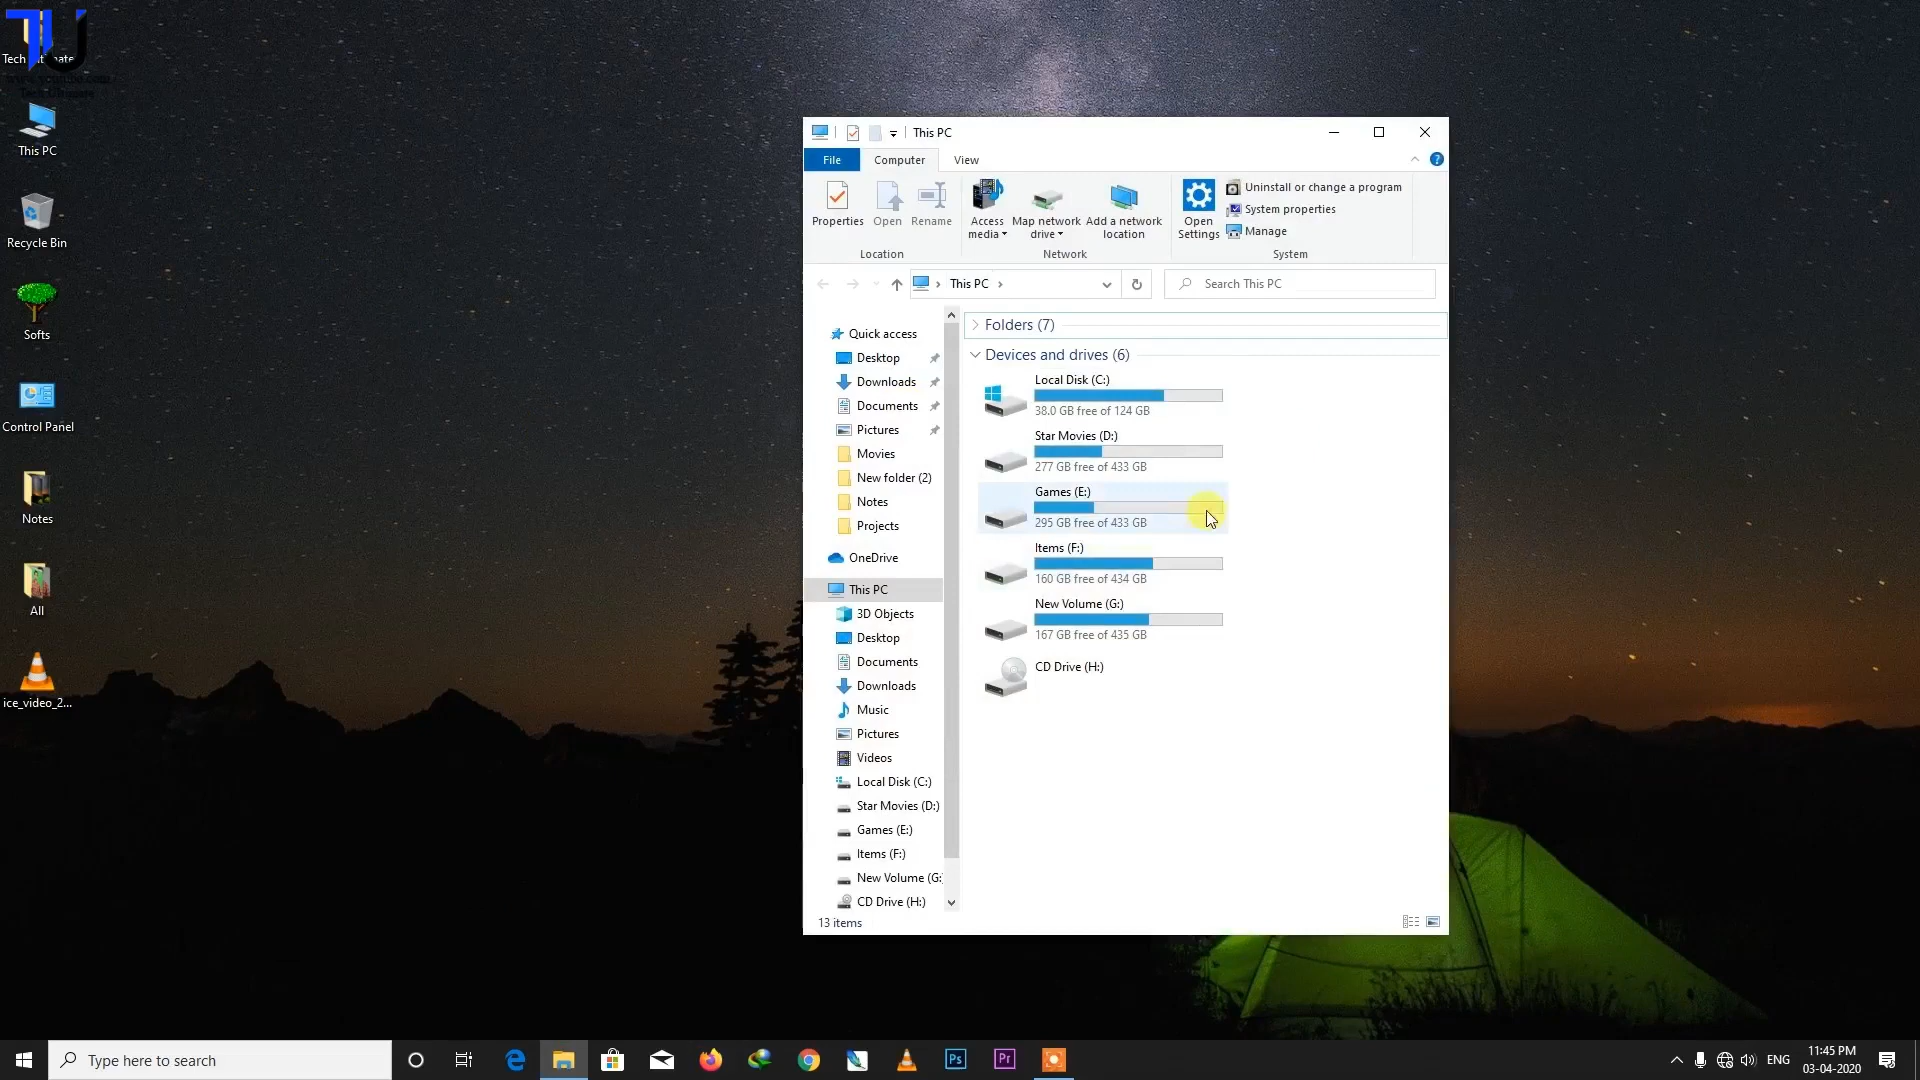 This PC
Recycle Bin
Softs
Control Panel
Notes
All
ice_video_2...
This PC
File
Computer
View
Properties
Open
Rename
Access
media
Map network
drive
Add a network
location
Open
Settings
Uninstall or change a program
System properties
Manage
Location
Network
System
This PC
Search This PC
Quick access
Desktop
Downloads
Documents
Pictures
Movies
New folder (2)
Notes
Projects
OneDrive
This PC
3D Objects
Desktop
Documents
Downloads
Music
Pictures
Videos
Local Disk (C:)
Star Movies (D:)
Games (E:)
Items (F:)
New Volume (G:
CD Drive (H:)
Folders (7)
Devices and drives (6)
Local Disk (C:)
38.0 GB free of 124 GB
Star Movies (D:)
277 GB free of 433 GB
Games (E:)
295 GB free of 433 GB
Items (F:)
160 GB free of 434 GB
New Volume (G:)
167 GB free of 435 GB
CD Drive (H:)
13 items
Type here to search
Ps
Pr
ENG
11:45 PM
03-04-2020